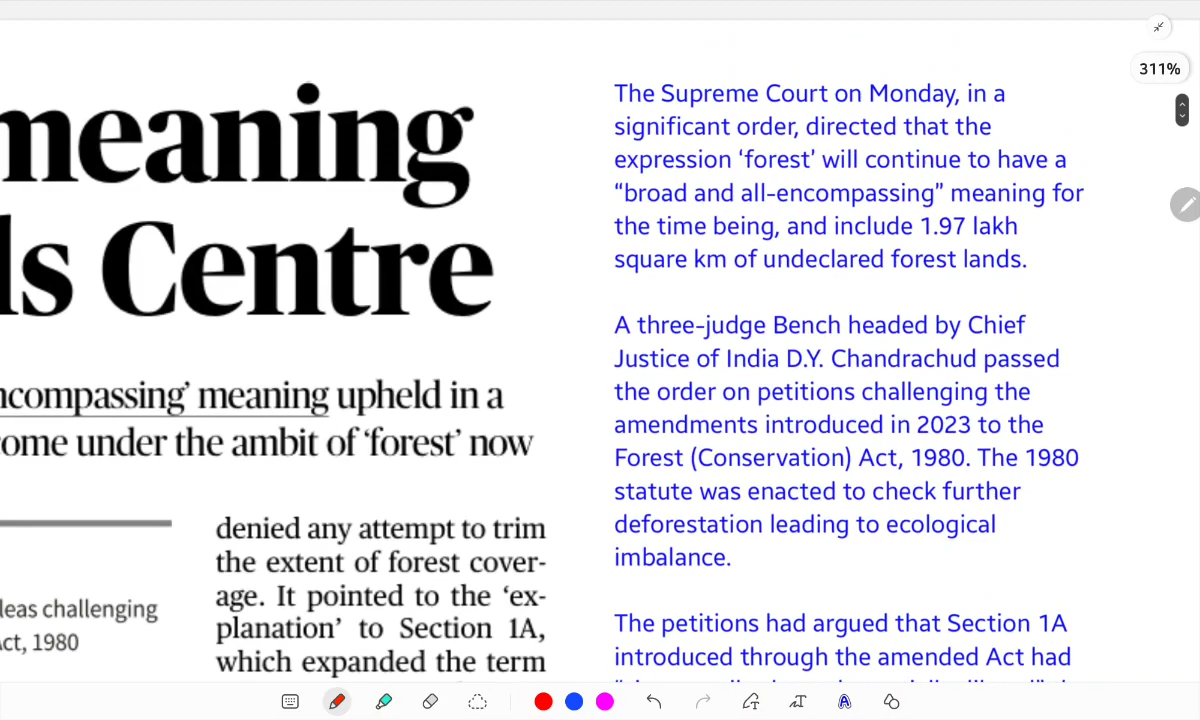 meaning
ls Centre
ncompassing’ meaning upheld in a
ome under the ambit of ‘forest’ now
leas challenging
ct, 1980
denied any attempt to trim
the extent of forest cover-
age. It pointed to the ‘ex-
planation’ to Section 1A,
which expanded the term
311%
The Supreme Court on Monday, in a
significant order, directed that the
expression ‘forest’ will continue to have a
“broad and all-encompassing” meaning for
the time being, and include 1.97 lakh
square km of undeclared forest lands.
A three-judge Bench headed by Chief
Justice of India D.Y. Chandrachud passed
the order on petitions challenging the
amendments introduced in 2023 to the
Forest (Conservation) Act, 1980. The 1980
statute was enacted to check further
deforestation leading to ecological
imbalance.
The petitions had argued that Section 1A
introduced through the amended Act had